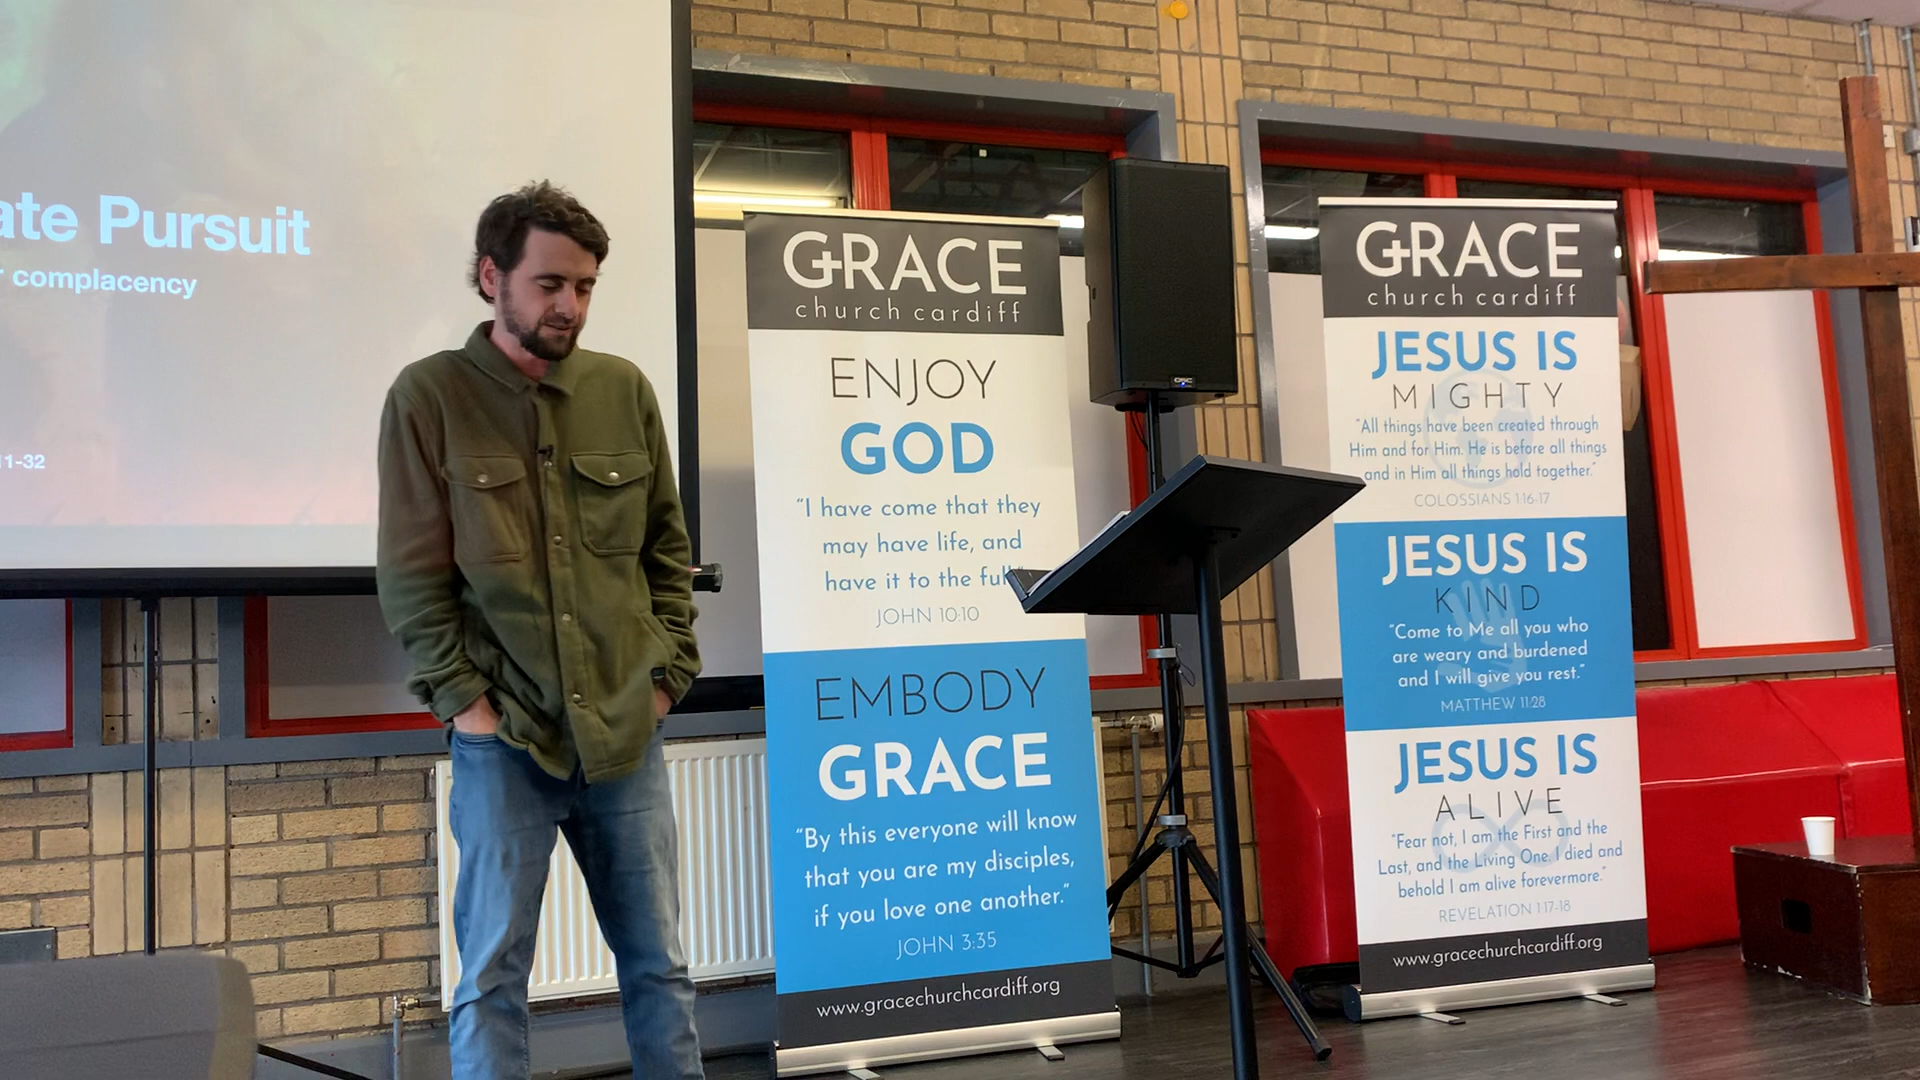 ate Pursuit
complacency
11-32
GRACE
church cardiff
ENJOY
GOD
"I have come that they
may have life, and
have it to the full"
JOHN 10:10
EMBODY
GRACE
"By this everyone will know
that you are my disciples,
if you love one another."
JOHN 3:35
www.gracechurchcardiff.org
QSC
GRACE
church cardiff
JESUS IS
MIGHTY
"All things have been created through
Him and for Him. He is before all things
and in Him all things hold together."
COLOSSIANS 1:16-17
JESUS IS
KIND
"Come to Me all you who
are weary and burdened
and I will give you rest."
MATTHEW 11:28
JESUS IS
ALIVE
"Fear not, I am the First and the
Last, and the Living One. I died and
behold I am alive forevermore."
REVELATION 1:17-18
www.gracechurchcardiff.org